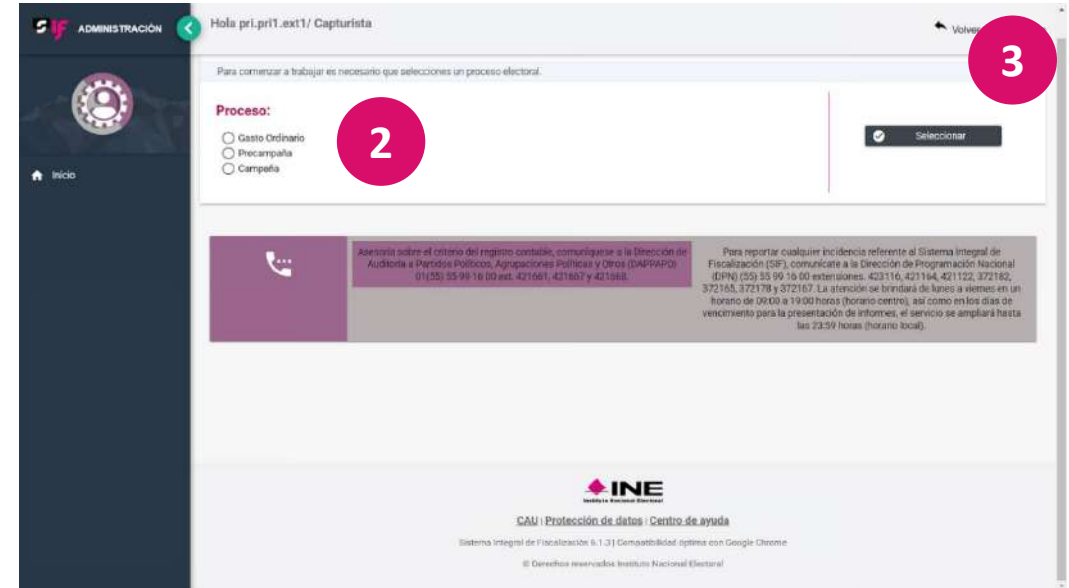 SIF ADMINISTRACIÓN
Hola pri.pri1.ext1/ Capturista
Volver
3
Para comenzar a trabajar es necesario que selecciones un proceso electoral.
Proceso:
Gasto Ordinario
Precampaña
Campaña
2
Seleccionar
Inicio
Asesoría sobre el criterio del registro contable, comuníquese a la Dirección de
Auditoría a Partidos Políticos, Agrupaciones Políticas y Otros (DAPPAPO)
01(55) 55 99 16 00 ext. 421661, 421667 y 421668.
Para reportar cualquier incidencia referente al Sistema Integral de
Fiscalización (SIF), comunícate a la Dirección de Programación Nacional
(DPN) (55) 55 99 16 00 extensiones. 423116, 421164, 421122, 372182,
372165, 372178 y 372167. La atención se brindará de lunes a viernes en un
horario de 09:00 a 19:00 horas (horario centro), así como en los días de
vencimiento para la presentación de informes, el servicio se ampliará hasta
las 23:59 horas (horario local).
INE
Instituto Nacional Electoral
CAU | Protección de datos | Centro de ayuda
Sistema Integral de Fiscalización 6.1.3 | Compatibilidad óptima con Google Chrome
© Derechos reservados Instituto Nacional Electoral